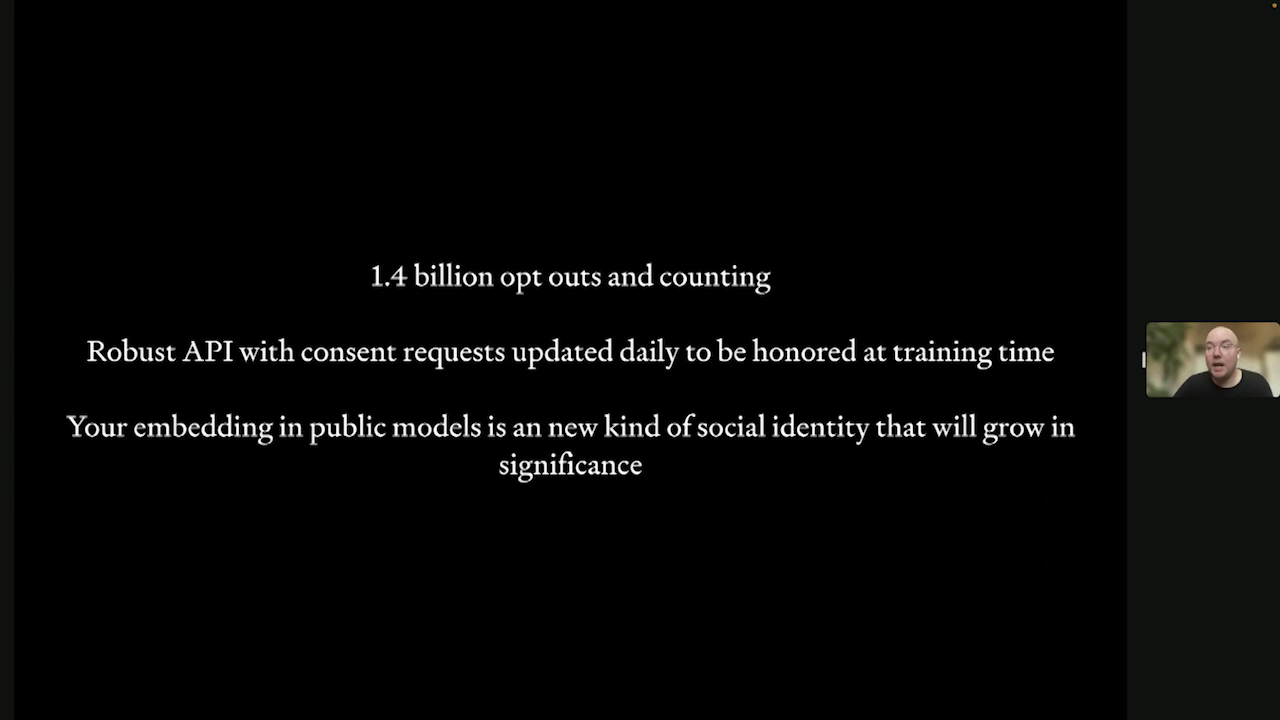 1.4 billion opt outs and counting
Robust API with consent requests updated daily to be honored at training time
Your embedding in public models is an new kind of social identity that will grow in
significance